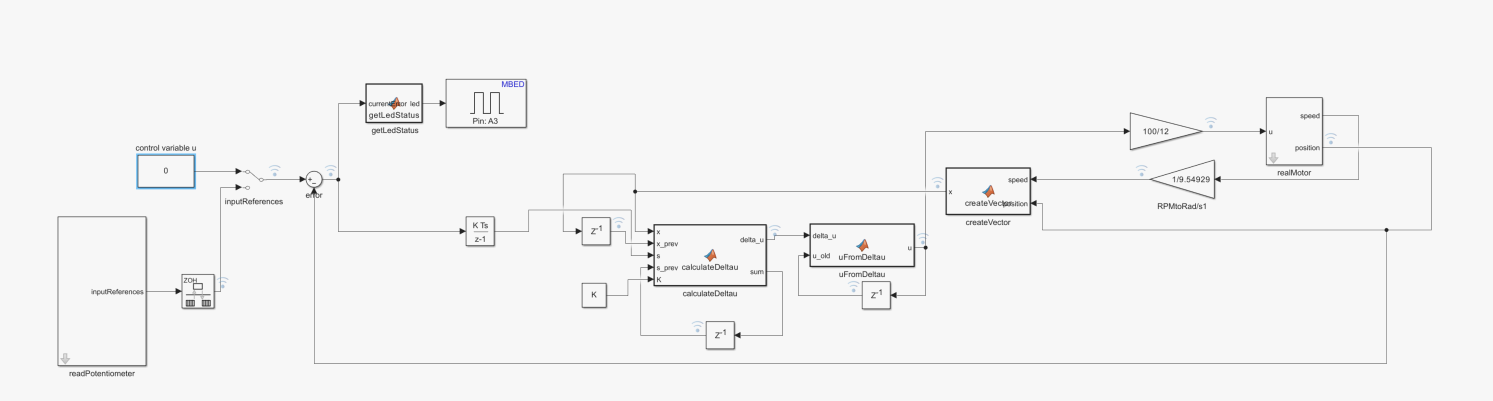 MBED
currentError led
getLedStatus
Pin: A3
getLedStatus
control variable u
0
inputReferences
+
−
error
100/12
speed
u
position
realMotor
1/9.54929
RPMtoRad/s1
speed
x
createVector
position
createVector
K Ts
z-1
Z-1
x
x_prev
s
s_prev
K
delta_u
calculateDeltau
sum
calculateDeltau
delta_u
uFromDeltau
u
u_old
uFromDeltau
Z-1
K
Z-1
inputReferences
ZOH
readPotentiometer